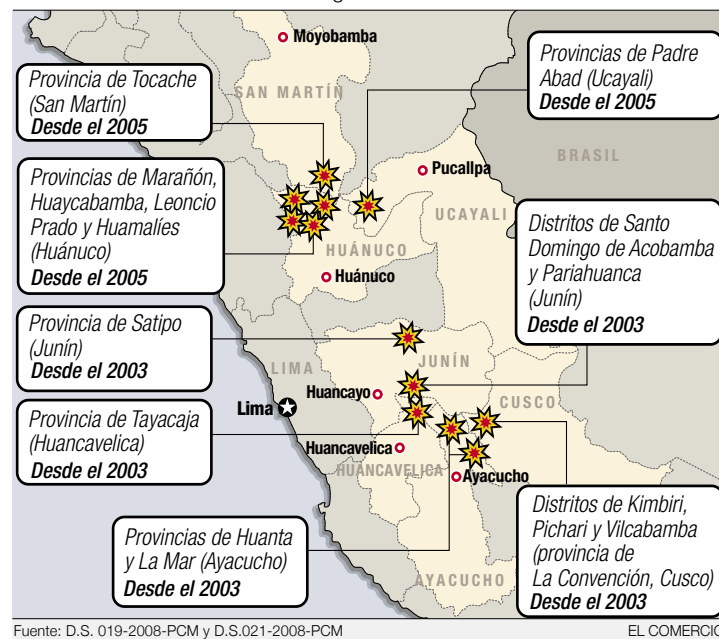 Moyobamba
Provincias de Padre
Abad (Ucayali)
Desde el 2005
Provincia de Tocache
(San Martín)
Desde el 2005
SAN MARTÍN
BRASIL
Pucallpa
Provincias de Marañón,
Huaycabamba, Leoncio
Prado y Huamalíes
(Huánuco)
Desde el 2005
UCAYALI
Distritos de Santo
Domingo de Acobamba
y Pariahuanca
(Junín)
Desde el 2003
HUÁNUCO
Huánuco
Provincia de Satipo
(Junín)
Desde el 2003
LIMA
JUNÍN
Huancayo
CUSCO
Lima
Provincia de Tayacaja
(Huancavelica)
Desde el 2003
Huancavelica
HUANCAVELICA
Ayacucho
Distritos de Kimbiri,
Pichari y Vilcabamba
(provincia de
La Convención, Cusco)
Desde el 2003
Provincias de Huanta
y La Mar (Ayacucho)
Desde el 2003
AYACUCHO
Fuente: D.S. 019-2008-PCM y D.S.021-2008-PCM
EL COMERCIO